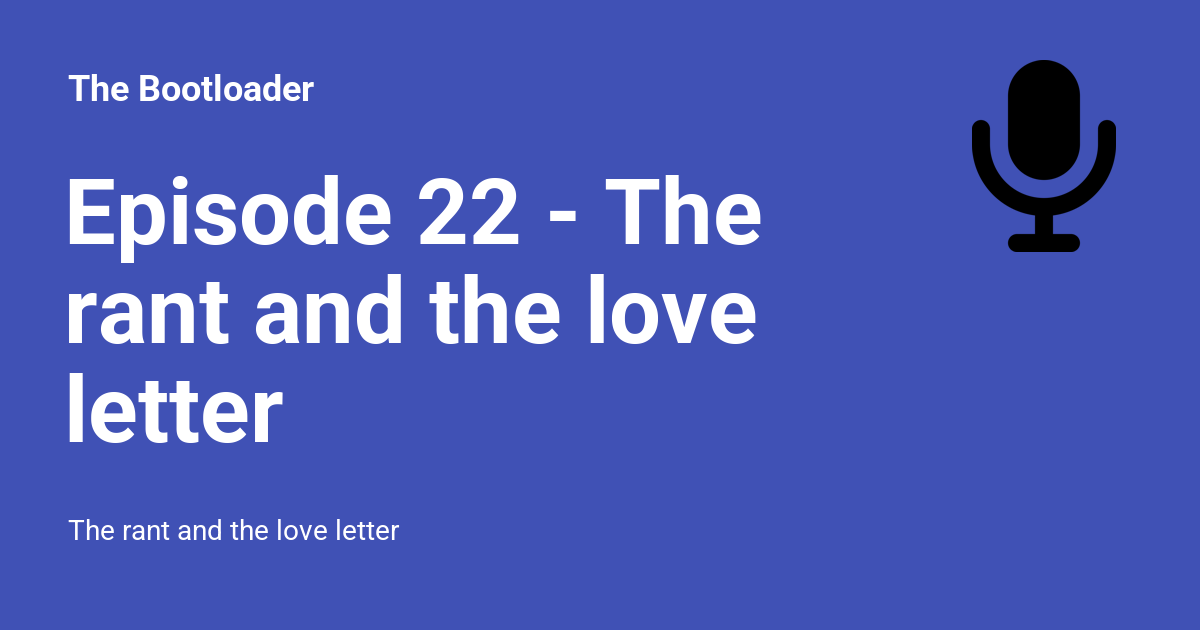 The Bootloader
Episode 22 - The
rant and the love
letter
The rant and the love letter